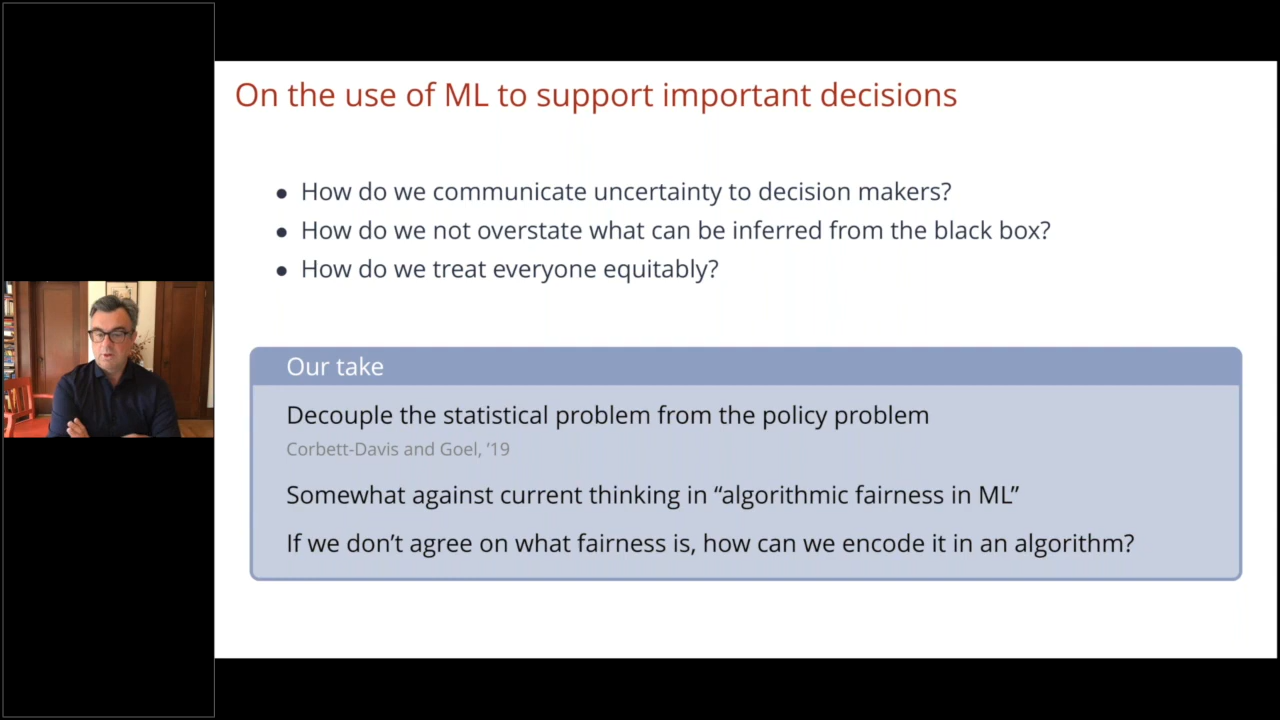 On the use of ML to support important decisions
● How do we communicate uncertainty to decision makers?
● How do we not overstate what can be inferred from the black box?
● How do we treat everyone equitably?
Our take
Decouple the statistical problem from the policy problem
Corbett-Davis and Goel, ’19
Somewhat against current thinking in “algorithmic fairness in ML”
If we don’t agree on what fairness is, how can we encode it in an algorithm?